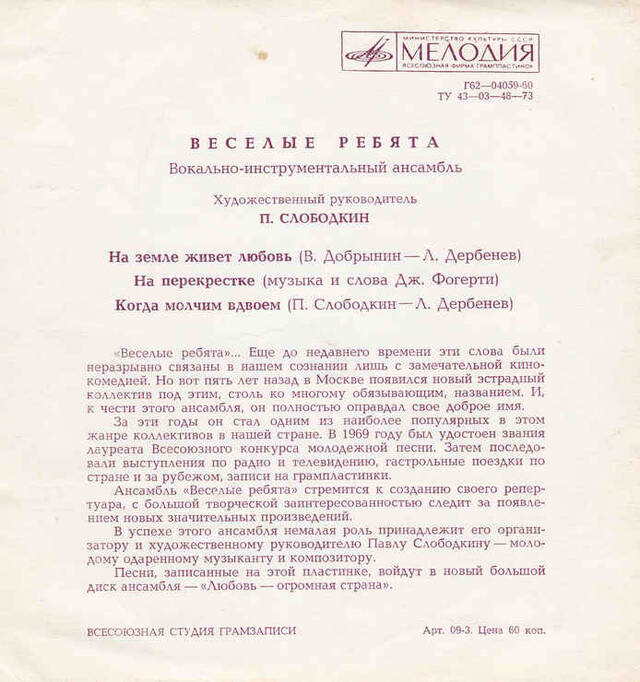 МИНИСТЕРСТВО КУЛЬТУРЫ СССР
МЕЛОДИЯ
ВСЕСОЮЗНАЯ ФИРМА ГРАМПЛАСТИНОК
Г62—04059-60
ТУ 43—03—48—73
ВЕСЕЛЫЕ РЕБЯТА
Вокально-инструментальный ансамбль
Художественный руководитель
П. СЛОБОДКИН
На земле живет любовь (В. Добрынин — Л. Дербенев)
На перекрестке (музыка и слова Дж. Фогерти)
Когда молчим вдвоем (П. Слободкин — Л. Дербенев)
«Веселые ребята»... Еще до недавнего времени эти слова были
неразрывно связаны в нашем сознании лишь с замечательной кино-
комедией. Но вот пять лет назад в Москве появился новый эстрадный
коллектив под этим, столь ко многому обязывающим, названием. И,
к чести этого ансамбля, он полностью оправдал свое доброе имя.
За эти годы он стал одним из наиболее популярных в этом
жанре коллективов в нашей стране. В 1969 году был удостоен звания
лауреата Всесоюзного конкурса молодежной песни. Затем последо-
вали выступления по радио и телевидению, гастрольные поездки по
стране и за рубежом, записи на грампластинки.
Ансамбль «Веселые ребята» стремится к созданию своего репер-
туара, с большой творческой заинтересованностью следит за появле-
нием новых значительных произведений.
В успехе этого ансамбля немалая роль принадлежит его органи-
затору и художественному руководителю Павлу Слободкину — моло-
дому одаренному музыканту и композитору.
Песни, записанные на этой пластинке, войдут в новый большой
диск ансамбля — «Любовь — огромная страна».
ВСЕСОЮЗНАЯ СТУДИЯ ГРАМЗАПИСИ
Арт. 09-3. Цена 60 коп.